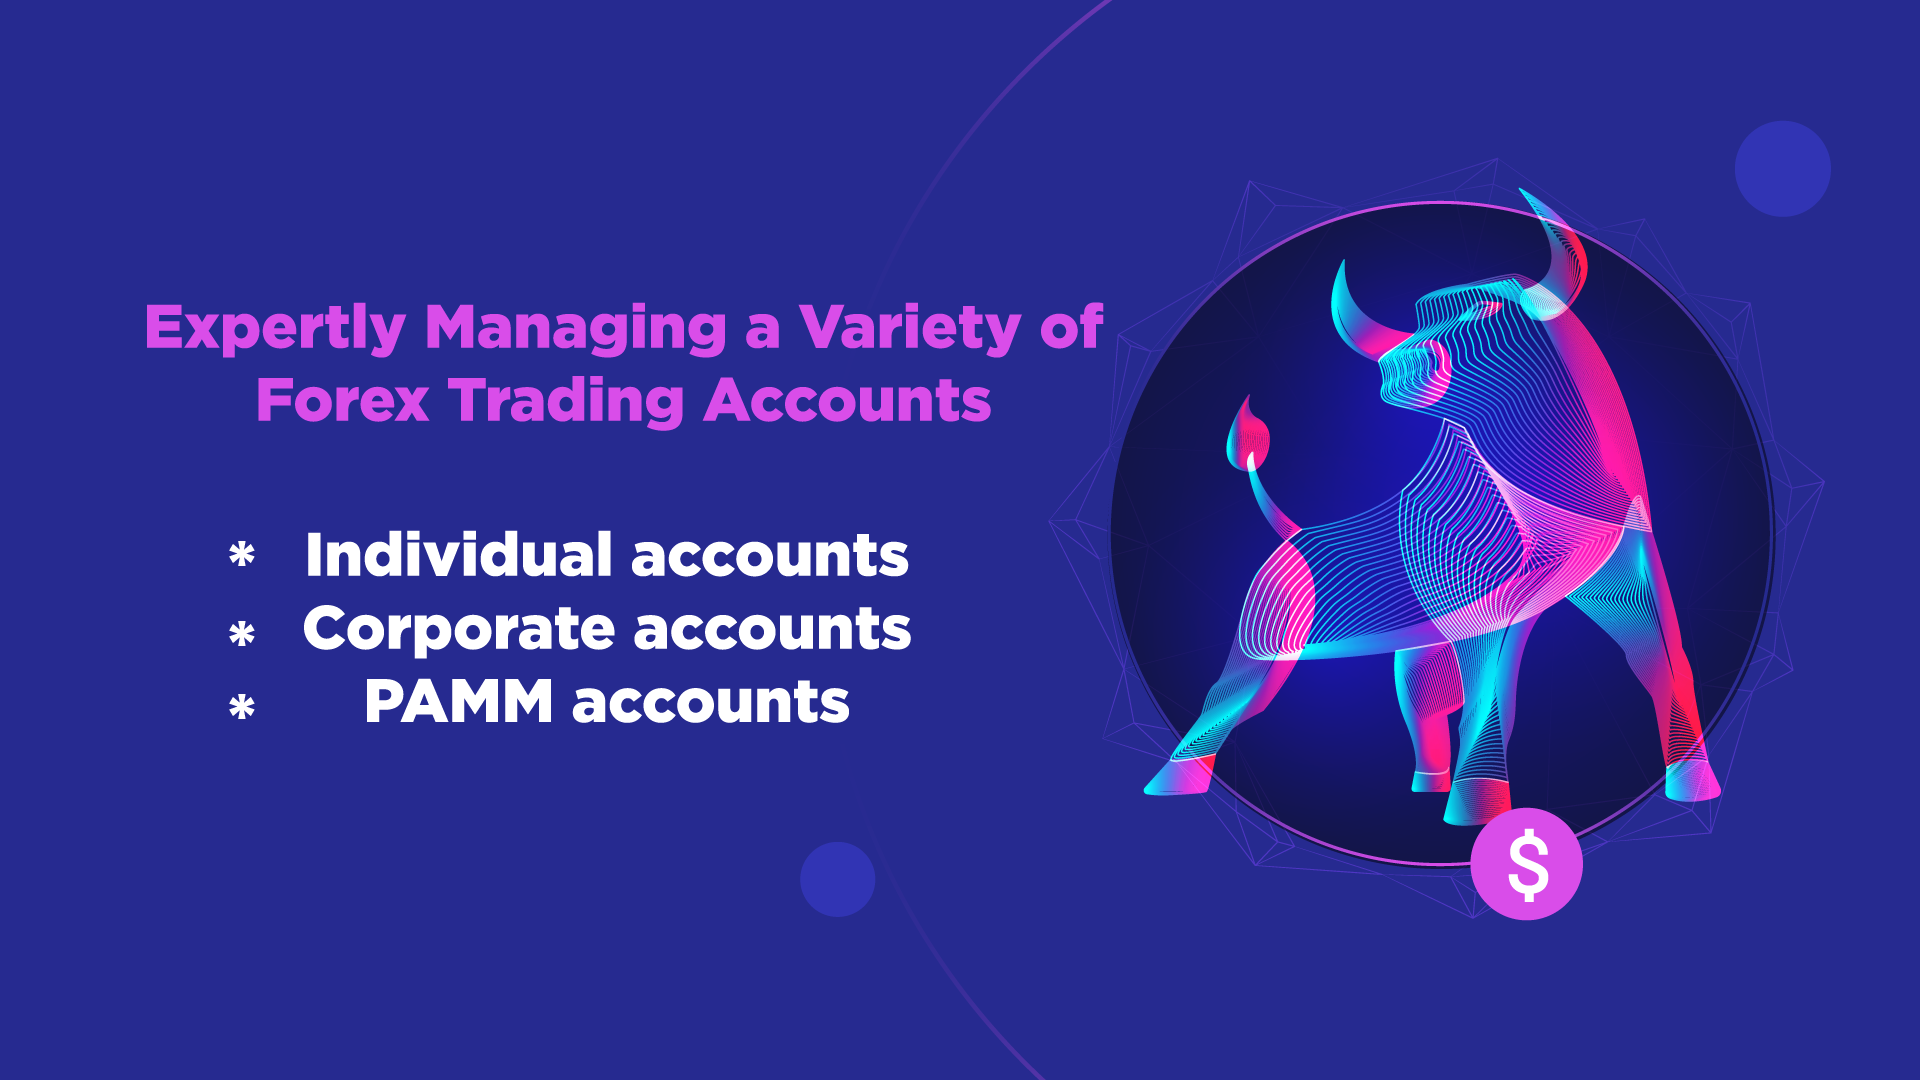 Expertly Managing a Variety of
Forex Trading Accounts
* Individual accounts
* Corporate accounts
* PAMM accounts
$